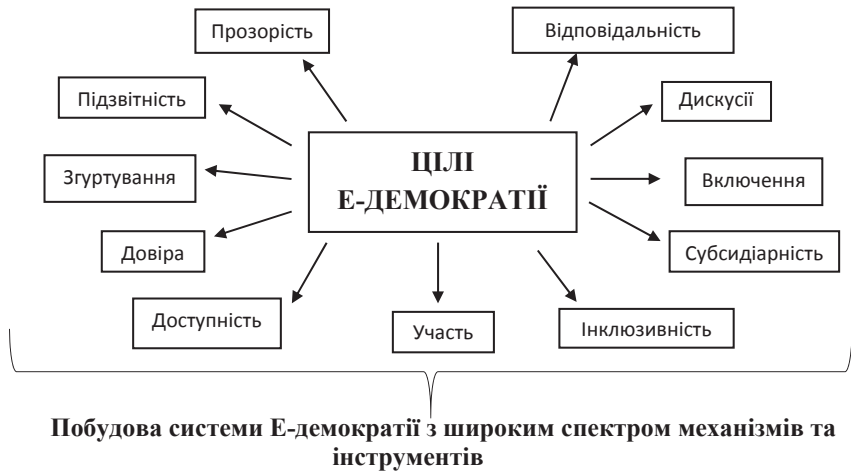 Прозорість
Відповідальність
Підзвітність
Дискусії
ЦІЛІ
Е-ДЕМОКРАТІЇ
Згуртування
Включення
Довіра
Субсидіарність
Доступність
Участь
Інклюзивність
Побудова системи Е-демократії з широким спектром механізмів та
інструментів